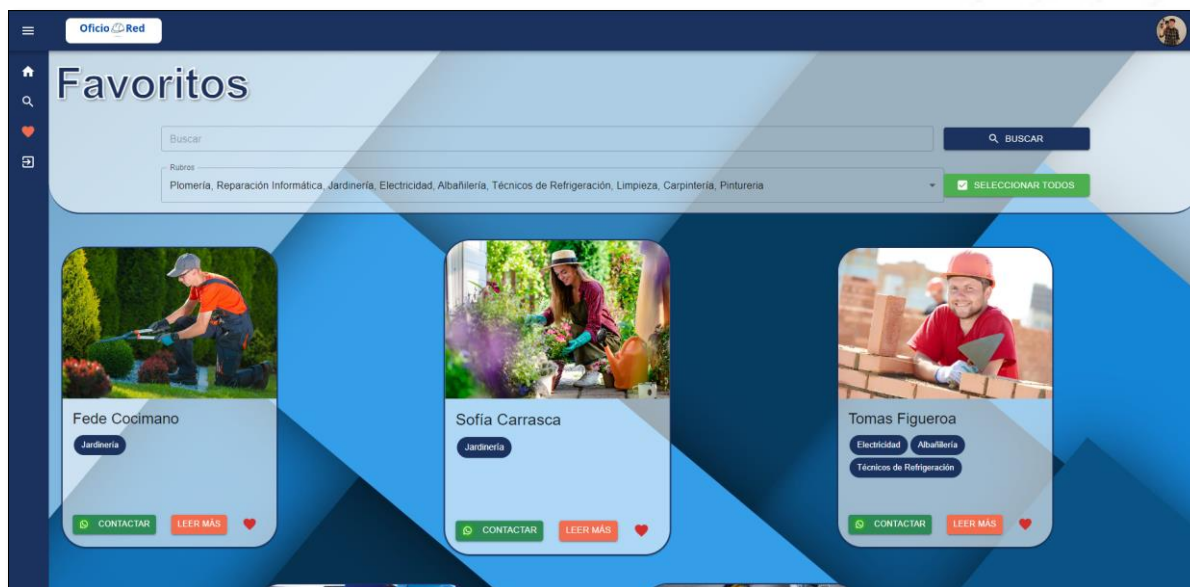 Oficio Red
Favoritos
Buscar
BUSCAR
Rubros
Plomería, Reparación Informática, Jardinería, Electricidad, Albañilería, Técnicos de Refrigeración, Limpieza, Carpintería, Pinturería
SELECCIONAR TODOS
Fede Cocimano
Jardinería
CONTACTAR LEER MÁS
Sofía Carrasca
Jardinería
CONTACTAR LEER MÁS
Tomas Figueroa
Electricidad Albañilería
Técnicos de Refrigeración
CONTACTAR LEER MÁS